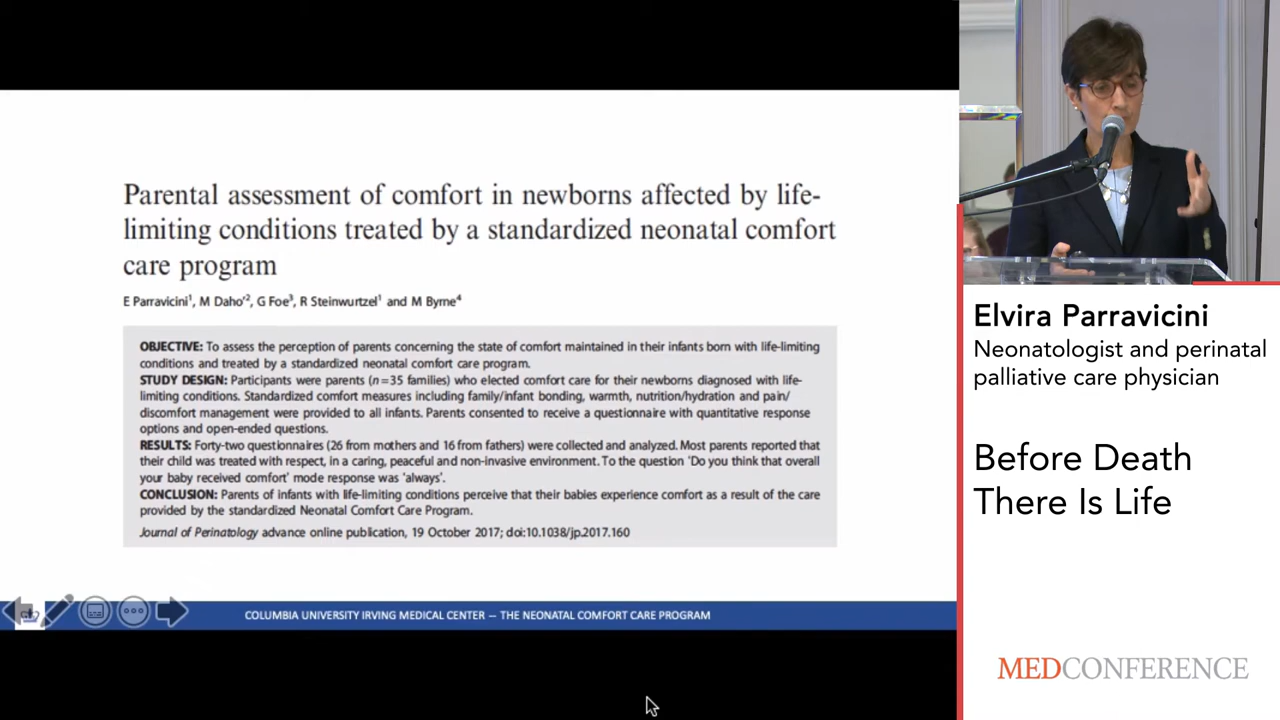 Parental assessment of comfort in newborns affected by life-
limiting conditions treated by a standardized neonatal comfort
care program
E Parravicini¹, M Daho'², G Foe³, R Steinwurtzel¹ and M Byrne⁴
OBJECTIVE: To assess the perception of parents concerning the state of comfort maintained in their infants born with life-limiting
conditions and treated by a standardized neonatal comfort care program.
STUDY DESIGN: Participants were parents (n=35 families) who elected comfort care for their newborns diagnosed with life-
limiting conditions. Standardized comfort measures including family/infant bonding, warmth, nutrition/hydration and pain/
discomfort management were provided to all infants. Parents consented to receive a questionnaire with quantitative response
options and open-ended questions.
RESULTS: Forty-two questionnaires (26 from mothers and 16 from fathers) were collected and analyzed. Most parents reported that
their child was treated with respect, in a caring, peaceful and non-invasive environment. To the question 'Do you think that overall
your baby received comfort' mode response was 'always'.
CONCLUSION: Parents of infants with life-limiting conditions perceive that their babies experience comfort as a result of the care
provided by the standardized Neonatal Comfort Care Program.
Journal of Perinatology advance online publication, 19 October 2017; doi:10.1038/jp.2017.160
COLUMBIA UNIVERSITY IRVING MEDICAL CENTER -- THE NEONATAL COMFORT CARE PROGRAM
Elvira Parravicini
Neonatologist and perinatal
palliative care physician
Before Death
There Is Life
MEDCONFERENCE